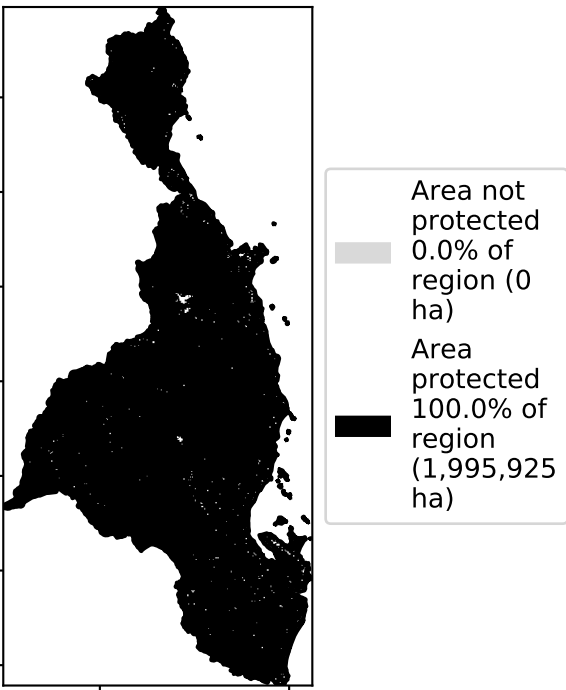 Area not
protected
0.0% of
region (0
ha)
Area
protected
100.0% of
region
(1,995,925
ha)